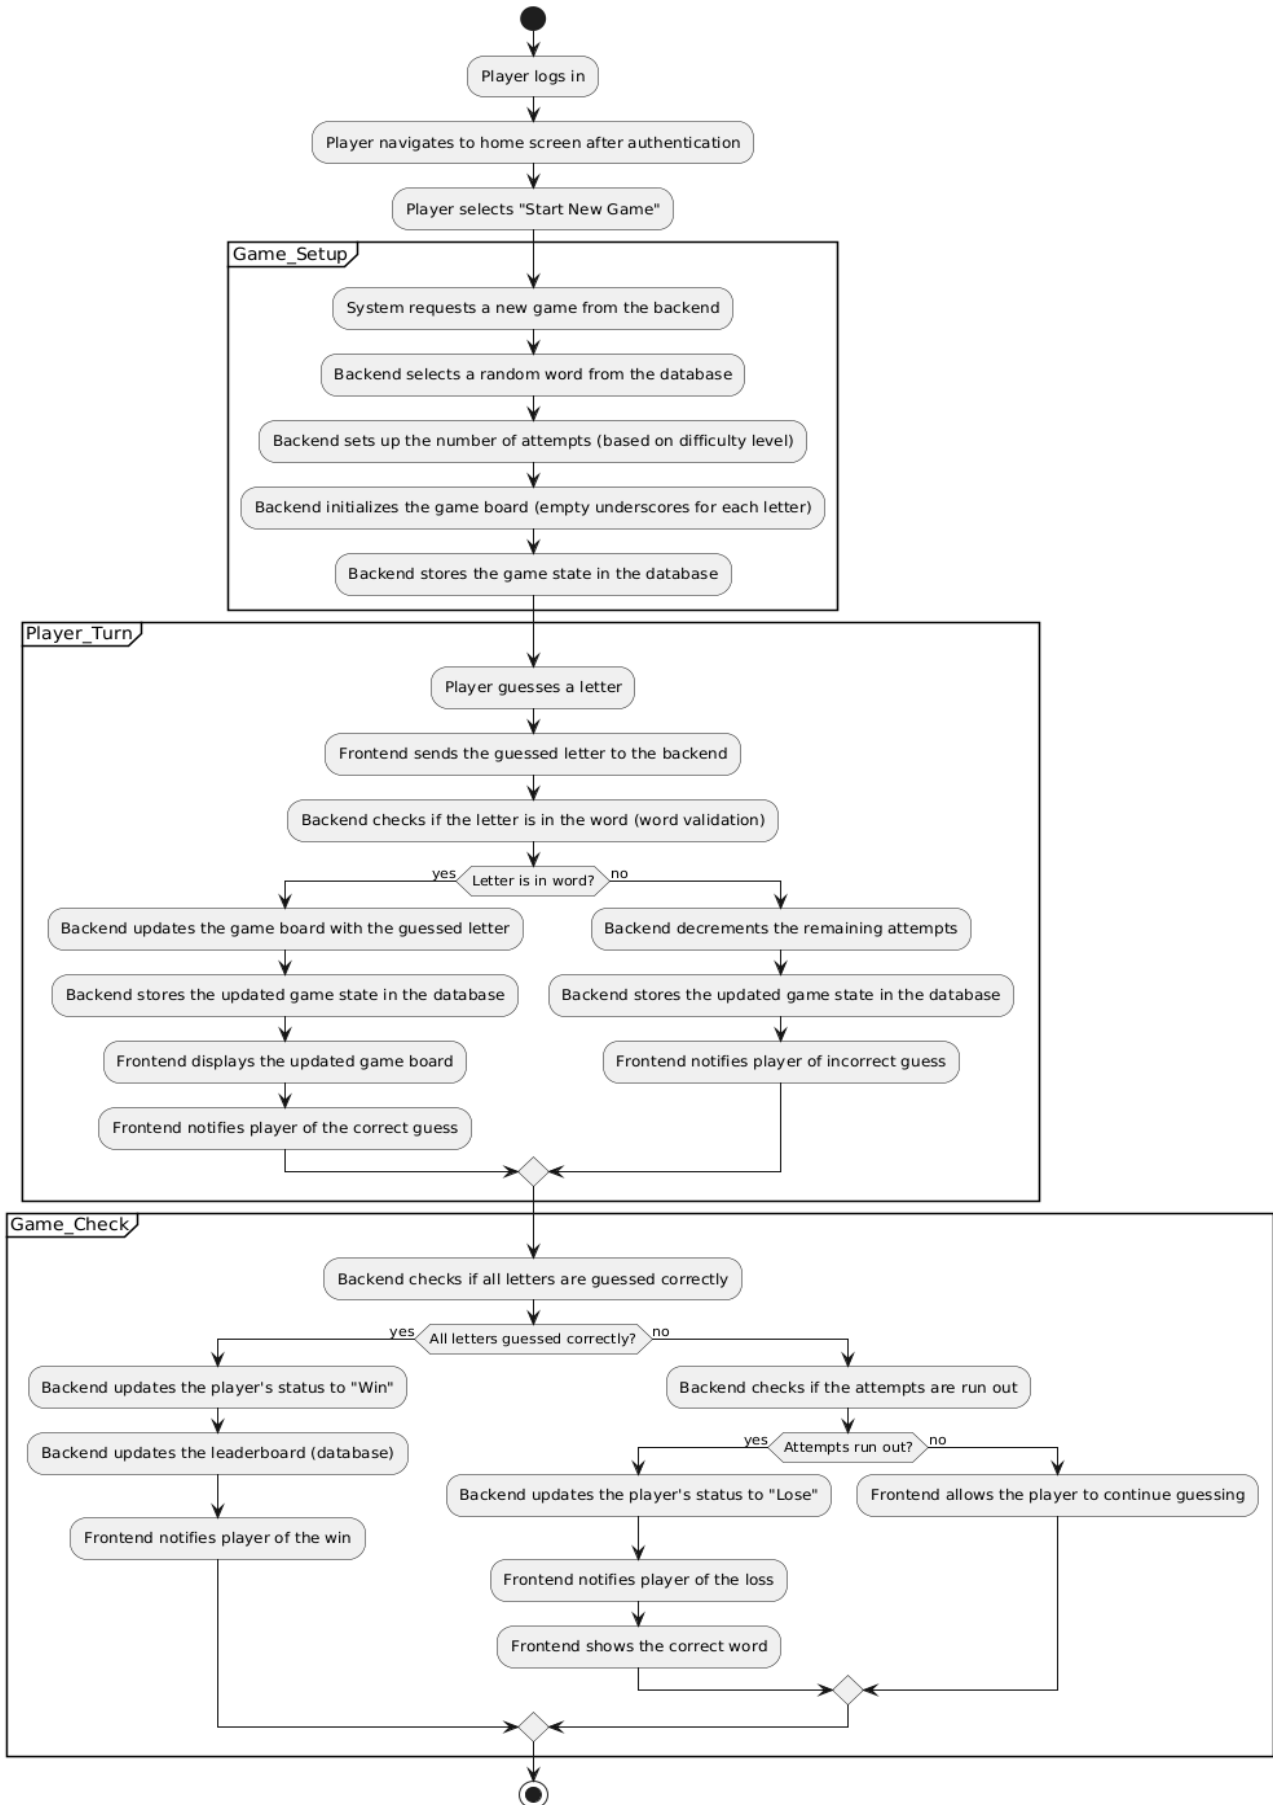 Player logs in
Player navigates to home screen after authentication
Player selects "Start New Game"
Game_Setup
System requests a new game from the backend
Backend selects a random word from the database
Backend sets up the number of attempts (based on difficulty level)
Backend initializes the game board (empty underscores for each letter)
Backend stores the game state in the database
Player_Turn
Player guesses a letter
Frontend sends the guessed letter to the backend
Backend checks if the letter is in the word (word validation)
yes
Letter is in word?
no
Backend updates the game board with the guessed letter
Backend decrements the remaining attempts
Backend stores the updated game state in the database
Backend stores the updated game state in the database
Frontend displays the updated game board
Frontend notifies player of incorrect guess
Frontend notifies player of the correct guess
Game_Check
Backend checks if all letters are guessed correctly
yes
All letters guessed correctly?
no
Backend updates the player's status to "Win"
Backend checks if the attempts are run out
Backend updates the leaderboard (database)
yes
Attempts run out?
no
Backend updates the player's status to "Lose"
Frontend allows the player to continue guessing
Frontend notifies player of the win
Frontend notifies player of the loss
Frontend shows the correct word